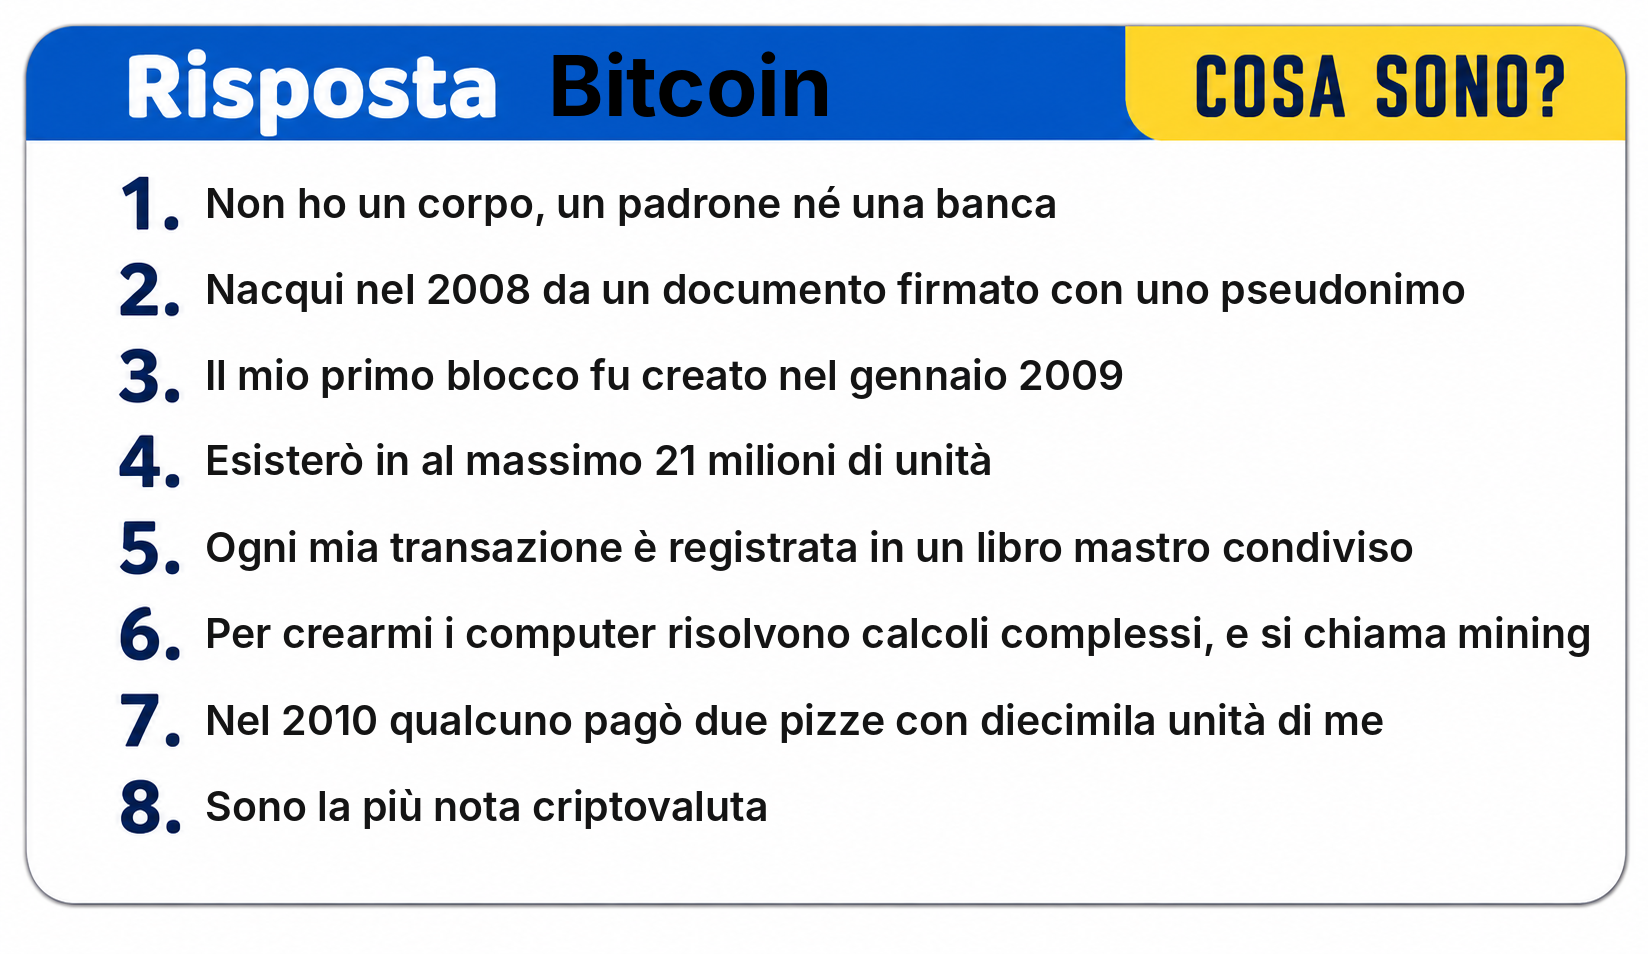 Risposta Bitcoin
COSA SONO?
1. Non ho un corpo, un padrone né una banca
2. Nacqui nel 2008 da un documento firmato con uno pseudonimo
3. Il mio primo blocco fu creato nel gennaio 2009
4. Esisterò in al massimo 21 milioni di unità
5. Ogni mia transazione è registrata in un libro mastro condiviso
6. Per crearmi i computer risolvono calcoli complessi, e si chiama mining
7. Nel 2010 qualcuno pagò due pizze con diecimila unità di me
8. Sono la più nota criptovaluta